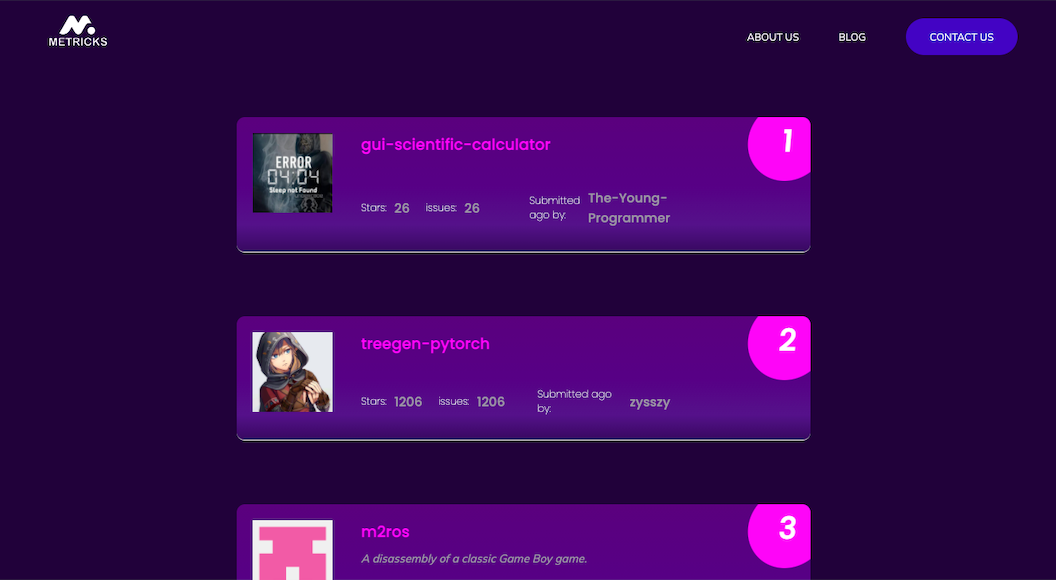 METRICKS
ABOUT US
BLOG
CONTACT US
1
gui-scientific-calculator
ERROR
04:04
Sleep not Found
Stars: 26 issues: 26
Submitted
ago by:
The-Young-
Programmer
2
treegen-pytorch
Stars: 1206 issues: 1206
Submitted ago
by:
zysszy
3
m2ros
A disassembly of a classic Game Boy game.